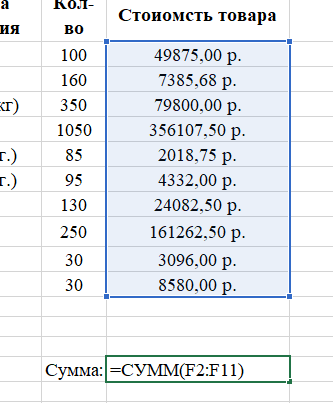 а Кол- Стоиомсть товара
ия во
100 49875,00 р.
160 7385,68 р.
кг) 350 79800,00 р.
1050 356107,50 р.
г.) 85 2018,75 р.
г.) 95 4332,00 р.
130 24082,50 р.
250 161262,50 р.
30 3096,00 р.
30 8580,00 р.
Сумма: =СУММ(F2:F11)